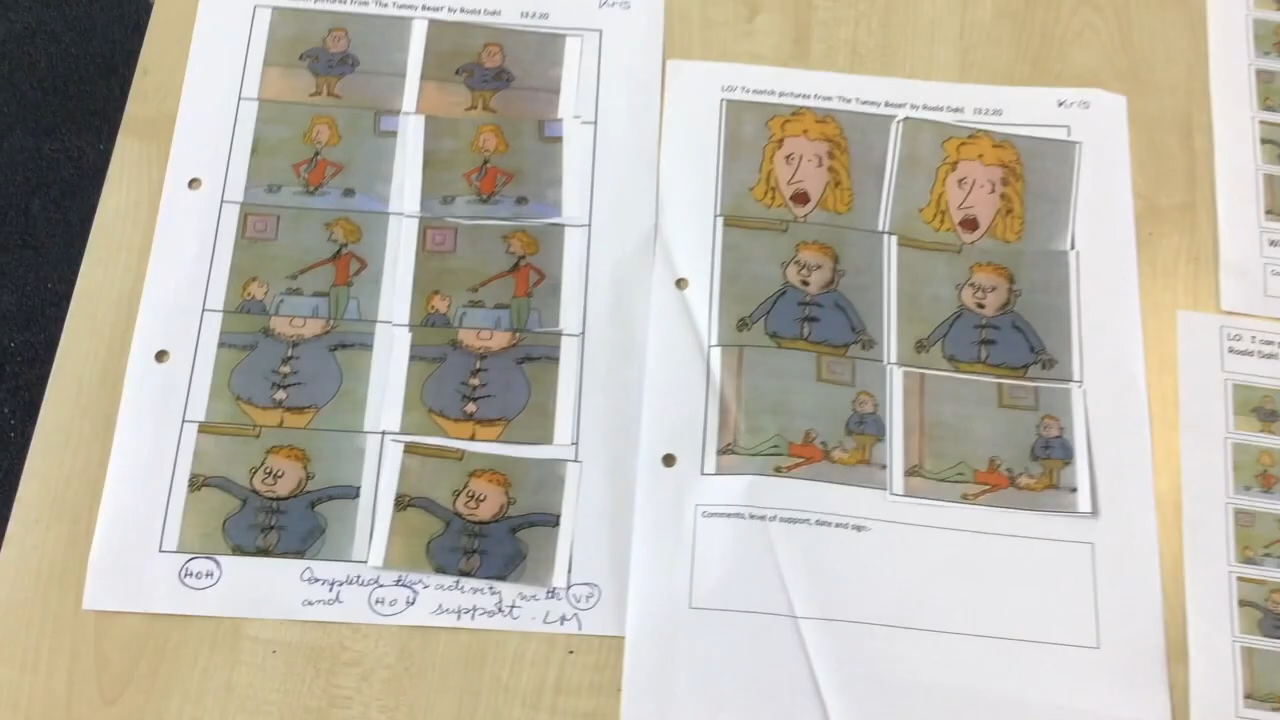 pictures from 'The Tummy Beast' by Roald Dahl. 13.2.20
Kris
HOH
Completed this activity with VP
and HOH support. LM
LO/ To match pictures from 'The Tummy Beast' by Roald Dahl. 13.2.20
Kris
Comments, level of support, date and sign:-
LO: I can
Roald Dahl